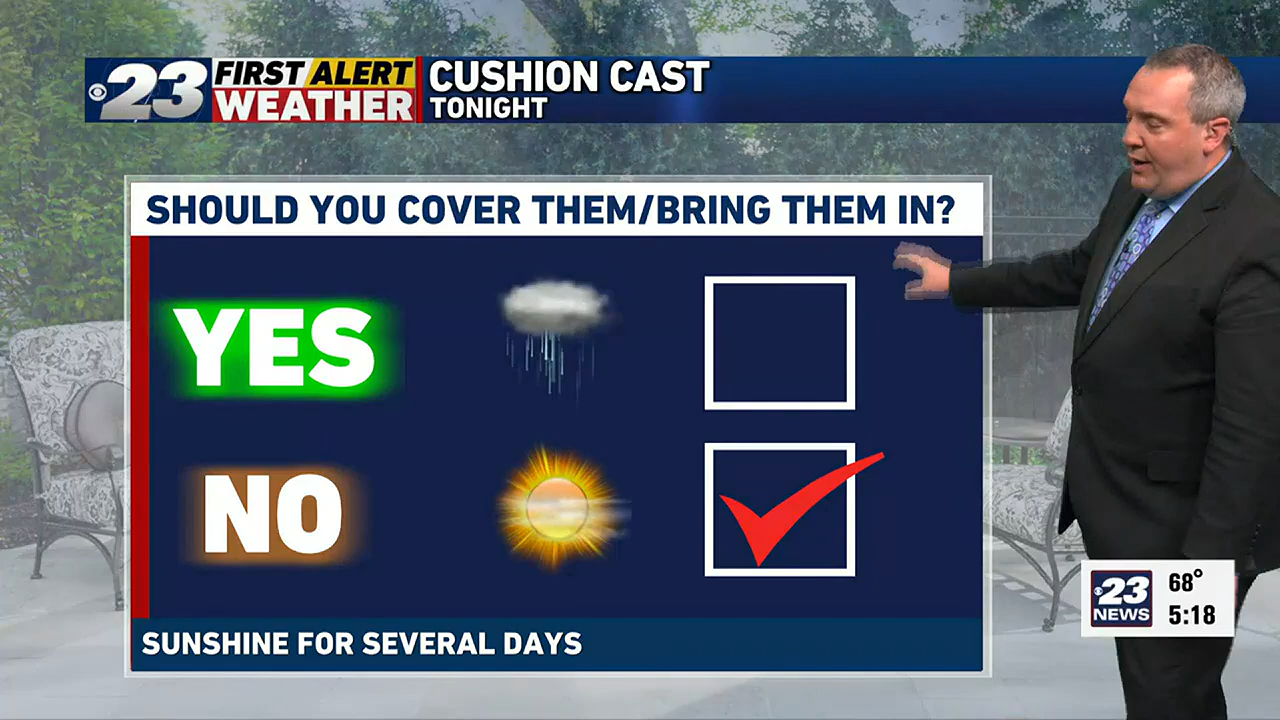 23 FIRST ALERT
WEATHER
CUSHION CAST
TONIGHT
SHOULD YOU COVER THEM/BRING THEM IN?
YES
NO
SUNSHINE FOR SEVERAL DAYS
23
NEWS
68°
5:18